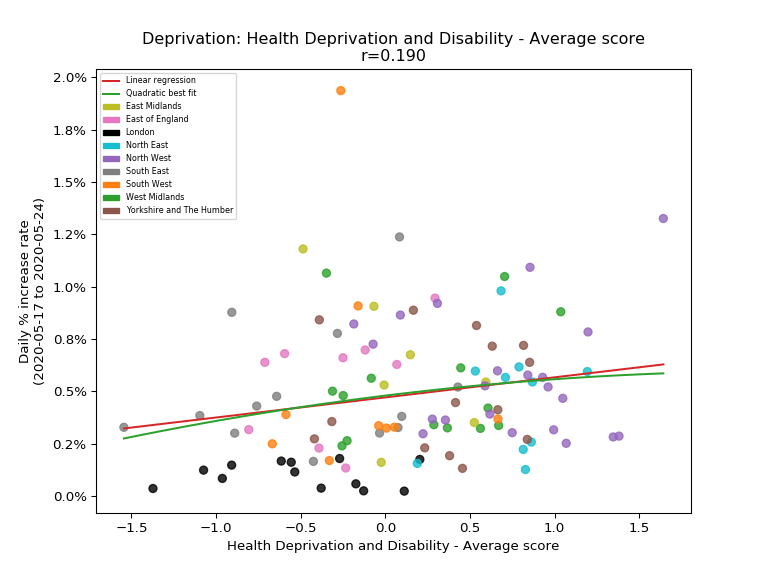 Deprivation: Health Deprivation and Disability - Average score
r=0.190
2.0%
1.8%
1.5%
1.2%
1.0%
0.8%
0.5%
0.2%
0.0%
Daily % increase rate
(2020-05-17 to 2020-05-24)
Linear regression
Quadratic best fit
East Midlands
East of England
London
North East
North West
South East
South West
West Midlands
Yorkshire and The Humber
−1.5 −1.0 −0.5 0.0 0.5 1.0 1.5
Health Deprivation and Disability - Average score